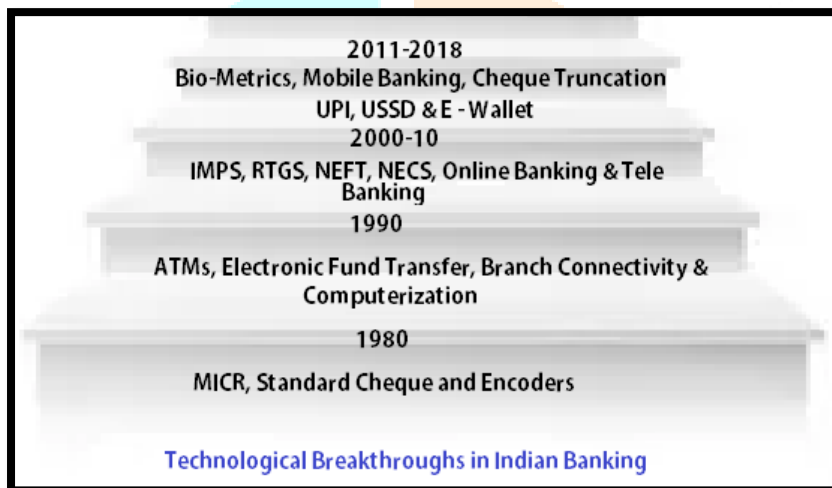 2011-2018
Bio-Metrics, Mobile Banking, Cheque Truncation
UPI, USSD & E - Wallet
2000-10
IMPS, RTGS, NEFT, NECS, Online Banking & Tele
Banking
1990
ATMs, Electronic Fund Transfer, Branch Connectivity &
Computerization
1980
MICR, Standard Cheque and Encoders
Technological Breakthroughs in Indian Banking